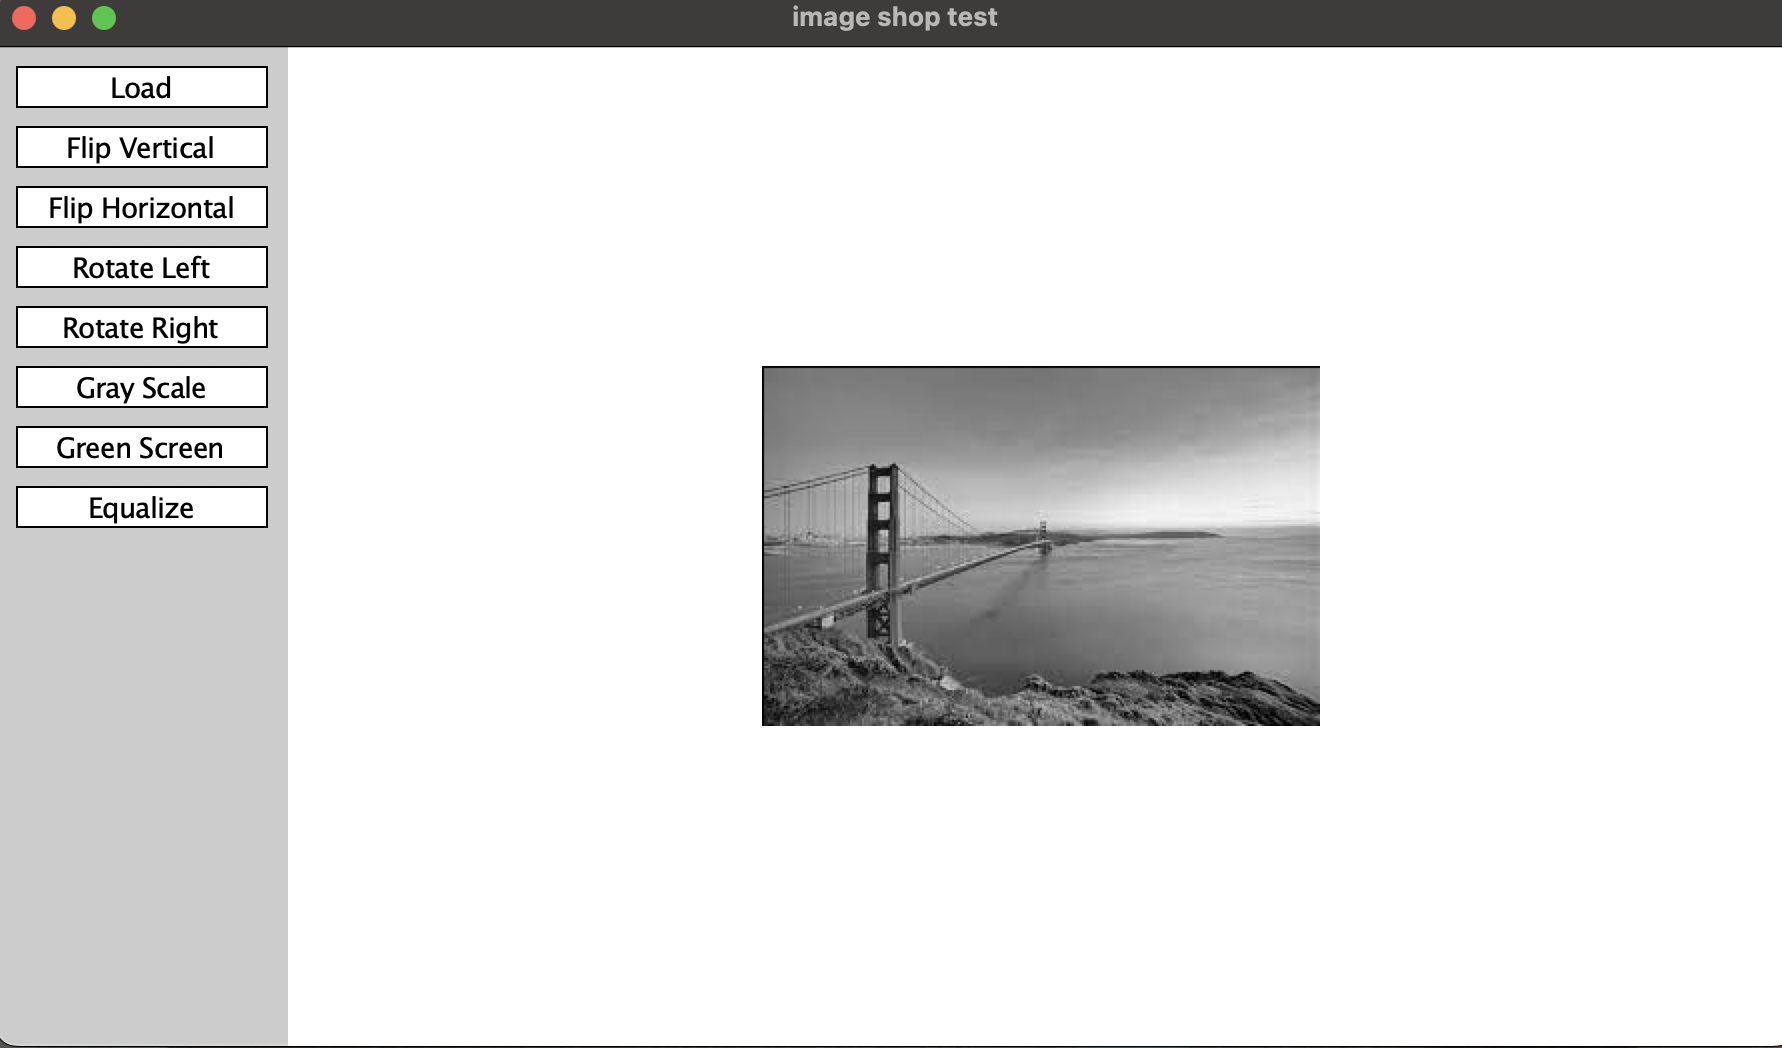 image shop test
Load
Flip Vertical
Flip Horizontal
Rotate Left
Rotate Right
Gray Scale
Green Screen
Equalize